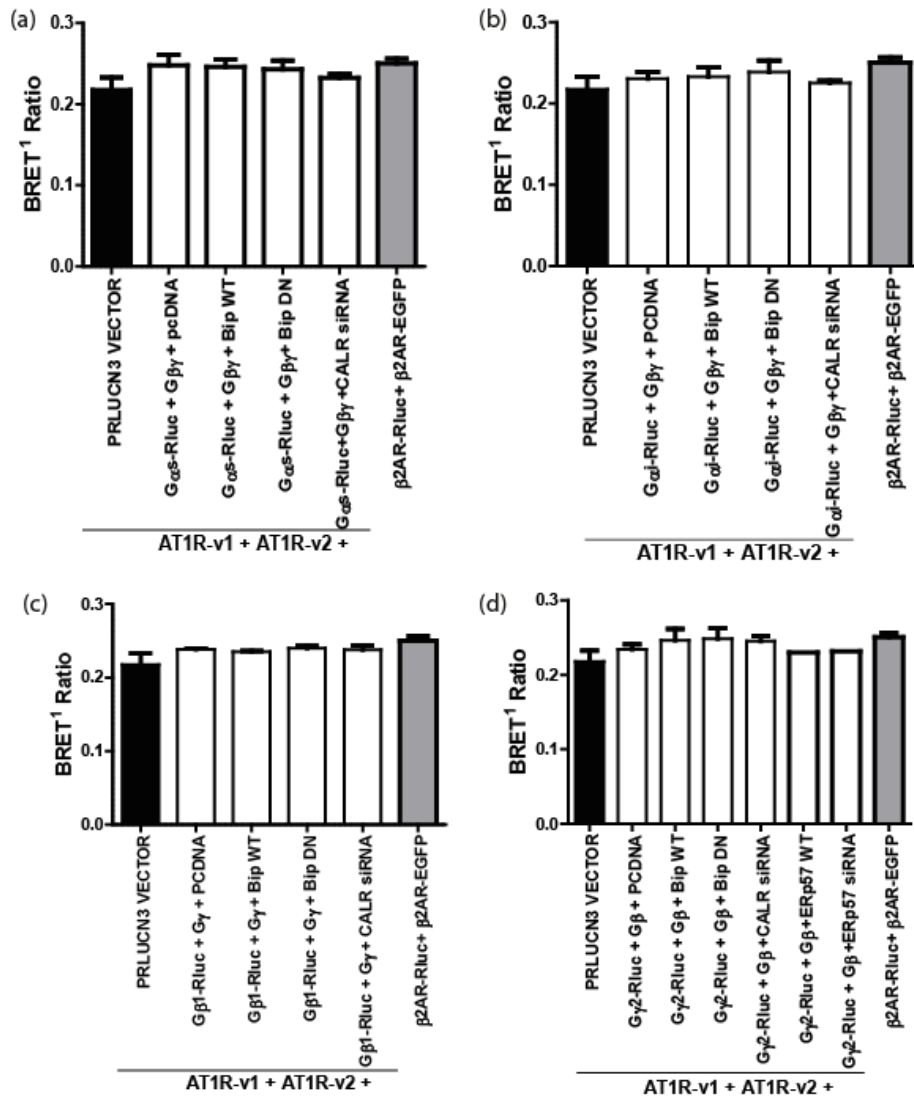 (a)
0.3
0.2
0.1
0.0
BRET¹ Ratio
PRLUCN3 VECTOR
Gαs-Rluc + Gβγ + pcDNA
Gαs-Rluc + Gβγ + Bip WT
Gαs-Rluc + Gβγ + Bip DN
Gαs-Rluc+Gβγ +CALR siRNA
β2AR-Rluc+ β2AR-EGFP
AT1R-v1 + AT1R-v2 +
(b)
0.3
0.2
0.1
0.0
BRET¹ Ratio
PRLUCN3 VECTOR
Gαi-Rluc + Gβγ + PCDNA
Gαi-Rluc + Gβγ + Bip WT
Gαi-Rluc + Gβγ + Bip DN
Gαi-Rluc + Gβγ +CALR siRNA
β2AR-Rluc+ β2AR-EGFP
AT1R-v1 + AT1R-v2 +
(c)
0.3
0.2
0.1
0.0
BRET¹ Ratio
PRLUCN3 VECTOR
Gβ1-Rluc + Gγ + PCDNA
Gβ1-Rluc + Gγ + Bip WT
Gβ1-Rluc + Gγ + Bip DN
Gβ1-Rluc + Gγ + CALR siRNA
β2AR-Rluc+ β2AR-EGFP
AT1R-v1 + AT1R-v2 +
(d)
0.3
0.2
0.1
0.0
BRET¹ Ratio
PRLUCN3 VECTOR
Gγ2-Rluc + Gβ + PCDNA
Gγ2-Rluc + Gβ + Bip WT
Gγ2-Rluc + Gβ + Bip DN
Gγ2-Rluc + Gβ +CALR siRNA
Gγ2-Rluc + Gβ +ERp57 WT
Gγ2-Rluc + Gβ +ERp57 siRNA
β2AR-Rluc+ β2AR-EGFP
AT1R-v1 + AT1R-v2 +